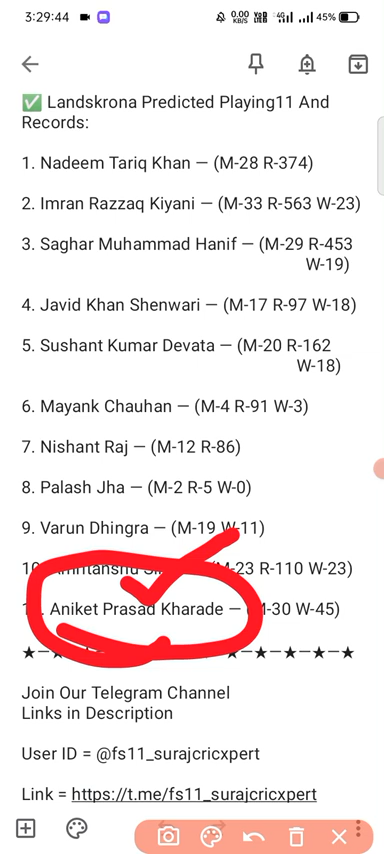 3:29:44
0.00 KB/S
4G
45%
✅ Landskrona Predicted Playing11 And
Records:
1. Nadeem Tariq Khan — (M-28 R-374)
2. Imran Razzaq Kiyani — (M-33 R-563 W-23)
3. Saghar Muhammad Hanif — (M-29 R-453
W-19)
4. Javid Khan Shenwari — (M-17 R-97 W-18)
5. Sushant Kumar Devata — (M-20 R-162
W-18)
6. Mayank Chauhan — (M-4 R-91 W-3)
7. Nishant Raj — (M-12 R-86)
8. Palash Jha — (M-2 R-5 W-0)
9. Varun Dhingra — (M-19 W-11)
R-110 W-23)
Aniket Prasad Kharade — W-45)
★—★—★—★—★—★
Join Our Telegram Channel
Links in Description
User ID = @fs11_surajcricxpert
Link = https://t.me/fs11_surajcricxpert